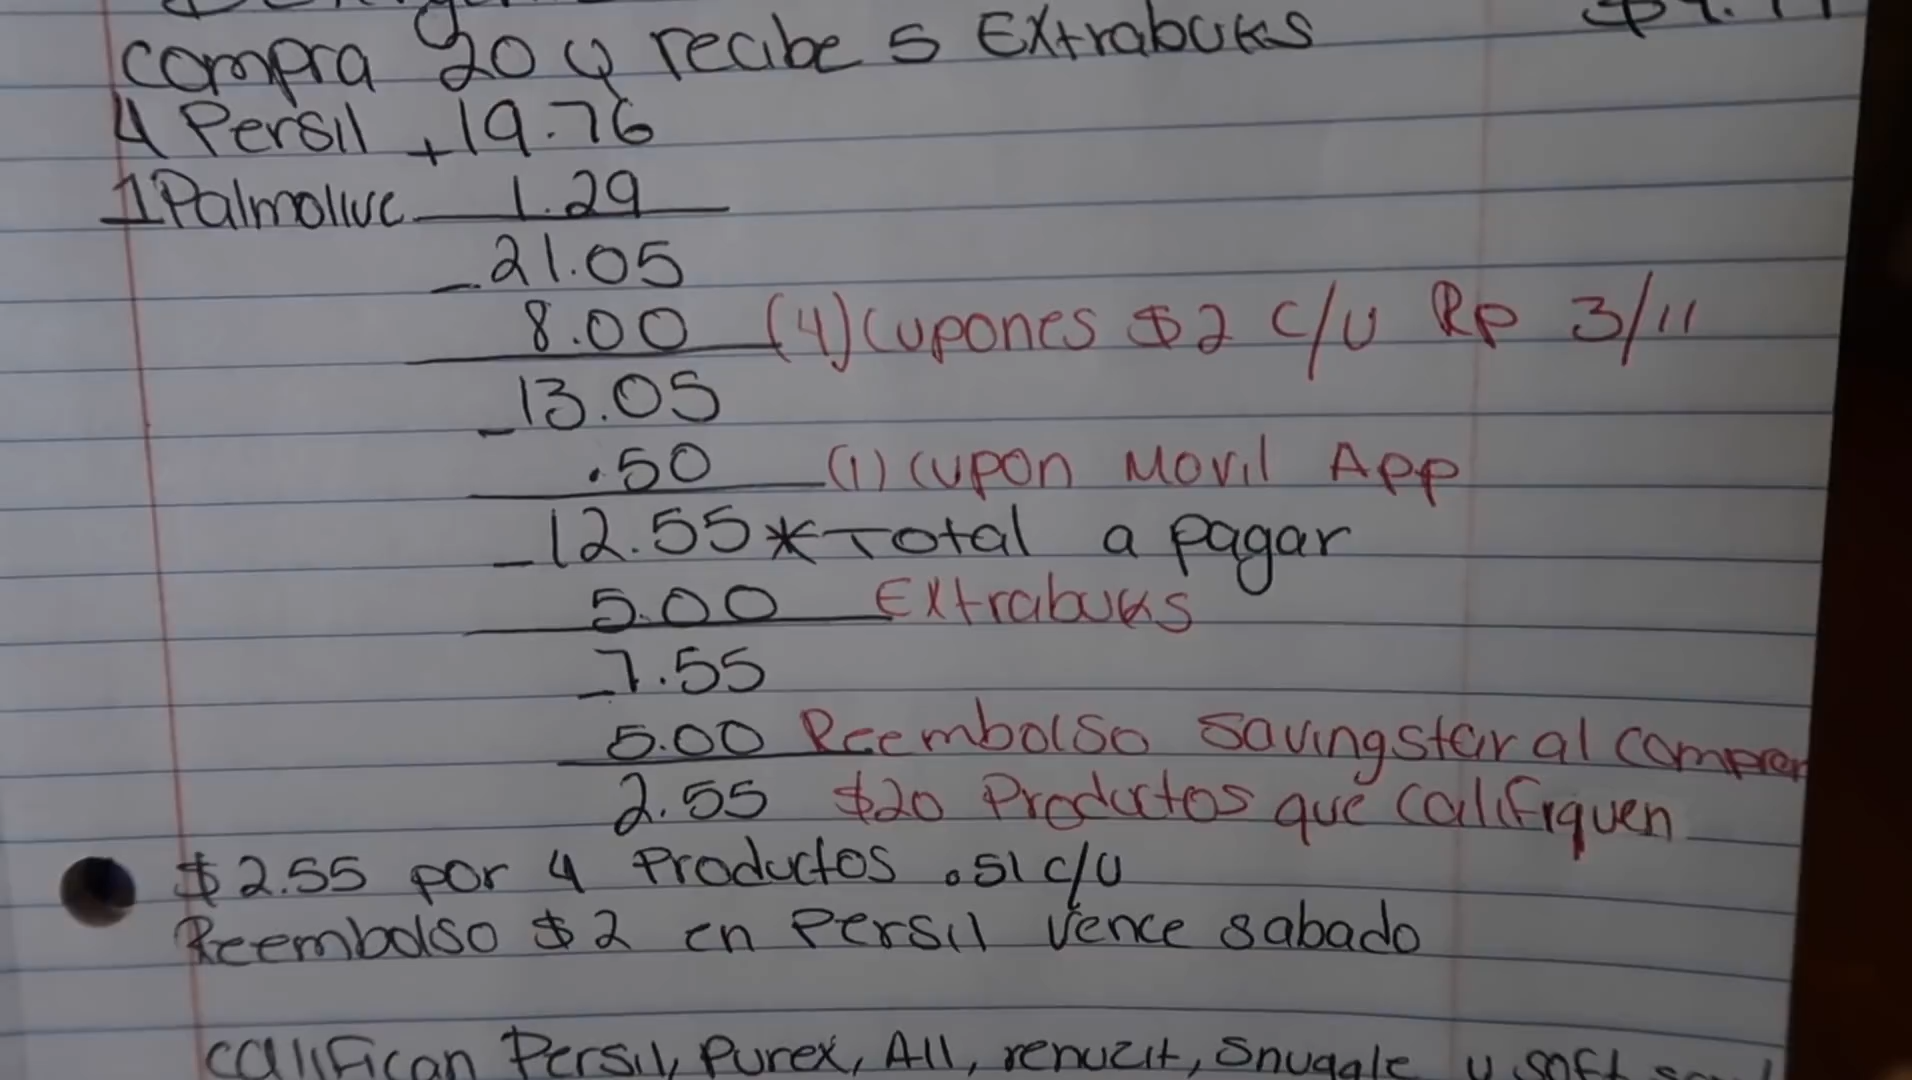 compra 20 y recibe 5 Extrabucks
4 Persil + 19.76
1 Palmolive 1.29
- 21.05
8.00 (4) Cupones $2 c/u Rp 3/11
- 13.05
.50 (1) cupon Movil App
- 12.55 * Total a pagar
5.00 Extrabucks
- 7.55
5.00 Reembolso Savingstar al comprar
2.55 $20 Productos que califiquen
$2.55 por 4 Productos .51 c/u
Reembolso $2 en Persil vence sabado
califican Persil, Purex, All, renuzit, Snuggle y soft